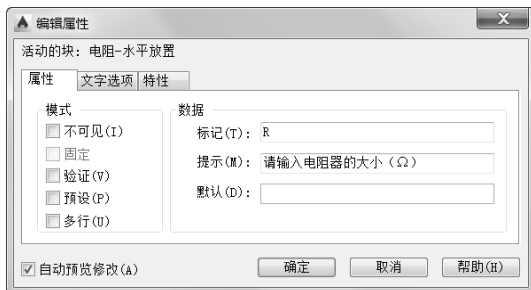 编辑属性
活动的块: 电阻-水平放置
属性 文字选项 特性
模式
不可见(I)
固定
验证(V)
预设(P)
多行(U)
数据
标记(T): R
提示(M): 请输入电阻器的大小(Ω)
默认(D):
自动预览修改(A)
确定 取消 帮助(H)